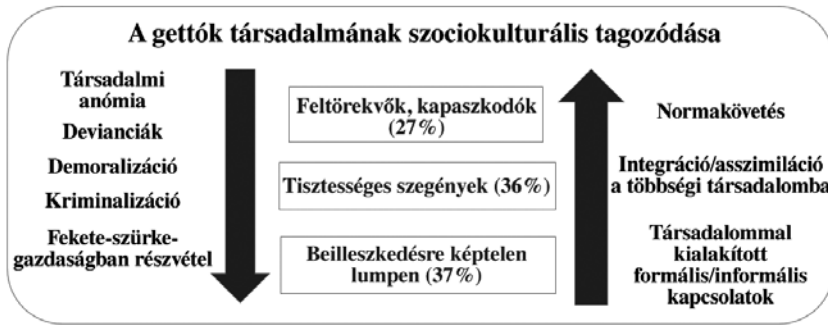 A gettók társadalmának szociokulturális tagozódása
Társadalmi
anómia
Devianciák
Demoralizáció
Kriminalizáció
Fekete-szürke-
gazdaságban részvétel
Feltörekvők, kapaszkodók
(27%)
Tisztességes szegények (36%)
Beilleszkedésre képtelen
lumpen (37%)
Normakövetés
Integráció/asszimiláció
a többségi társadalomba
Társadalommal
kialakított
formális/informális
kapcsolatok